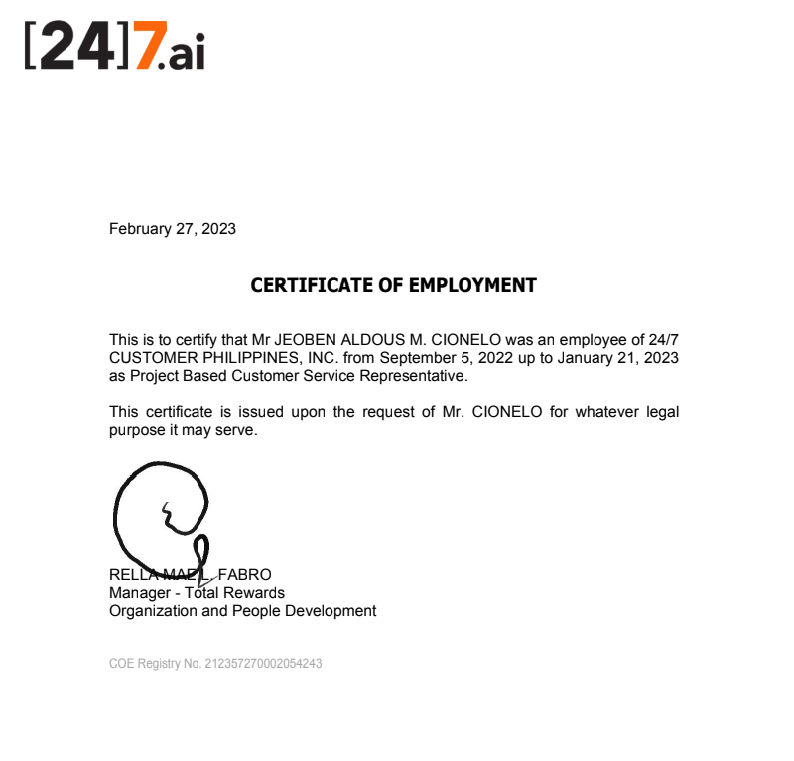 [24]7.ai
February 27, 2023
CERTIFICATE OF EMPLOYMENT
This is to certify that Mr JEOBEN ALDOUS M. CIONELO was an employee of 24/7
CUSTOMER PHILIPPINES, INC. from September 5, 2022 up to January 21, 2023
as Project Based Customer Service Representative.
This certificate is issued upon the request of Mr. CIONELO for whatever legal
purpose it may serve.
RELLA MAE L. FABRO
Manager - Total Rewards
Organization and People Development
COE Registry No. 212357270002054243